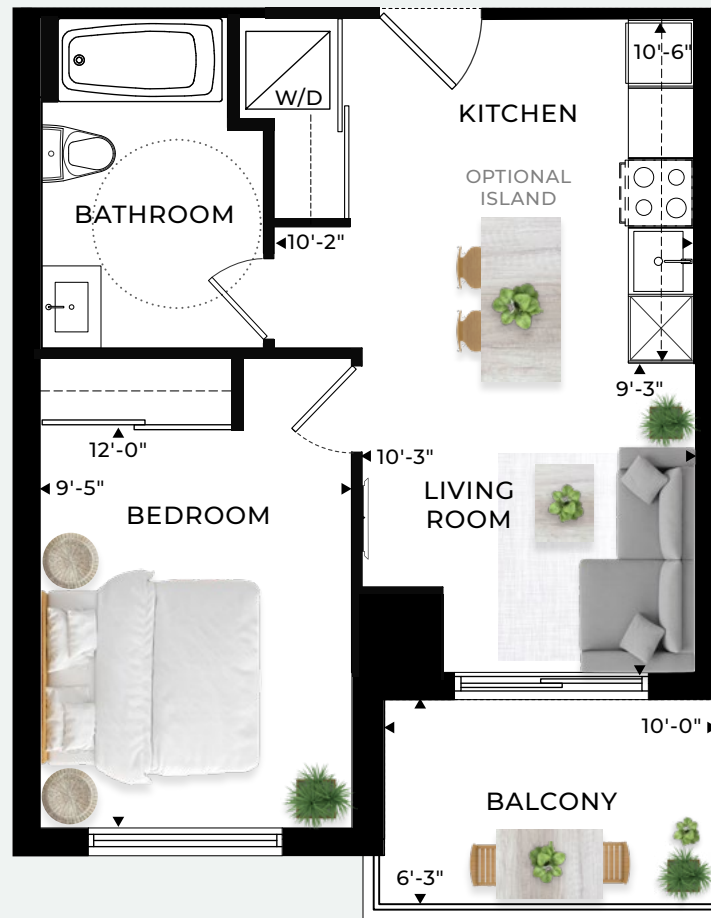 10'-6"
W/D
KITCHEN
OPTIONAL
ISLAND
BATHROOM
10'-2"
9'-3"
12'-0"
10'-3"
9'-5"
LIVING
ROOM
BEDROOM
10'-0"
BALCONY
6'-3"